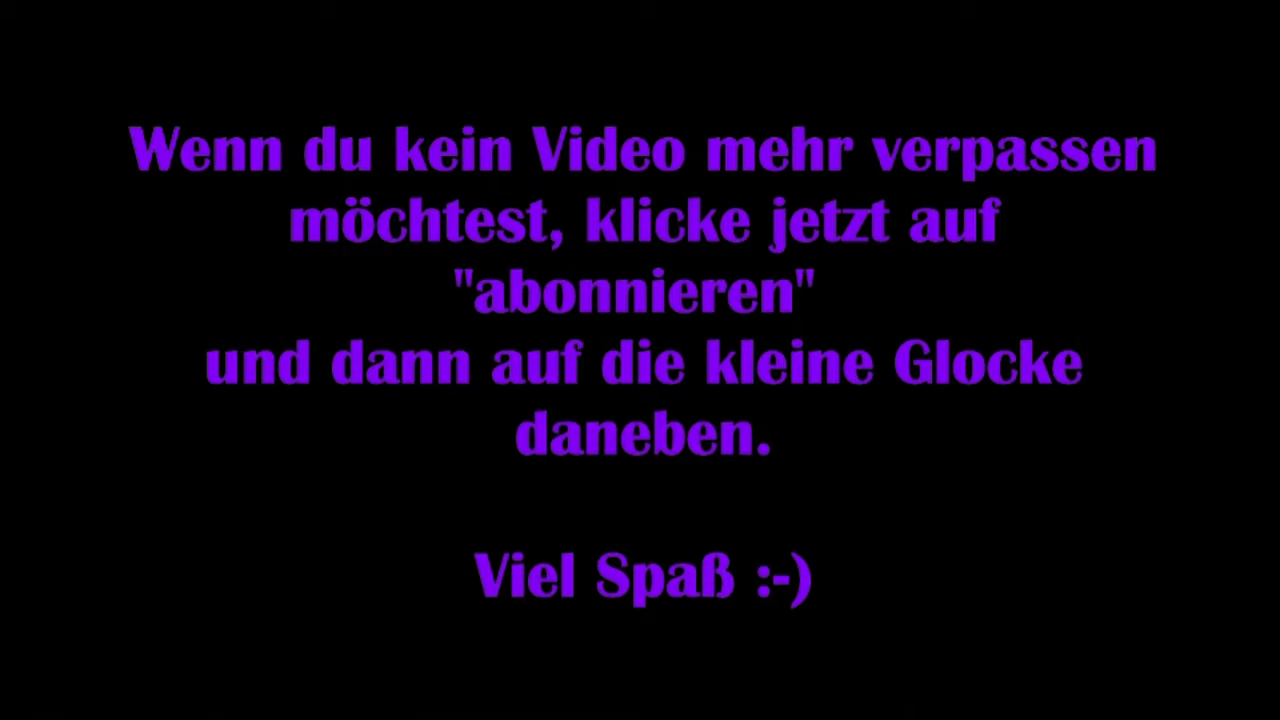 Wenn du kein Video mehr verpassen
möchtest, klicke jetzt auf
"abonnieren"
und dann auf die kleine Glocke
daneben.
Viel Spaß :-)